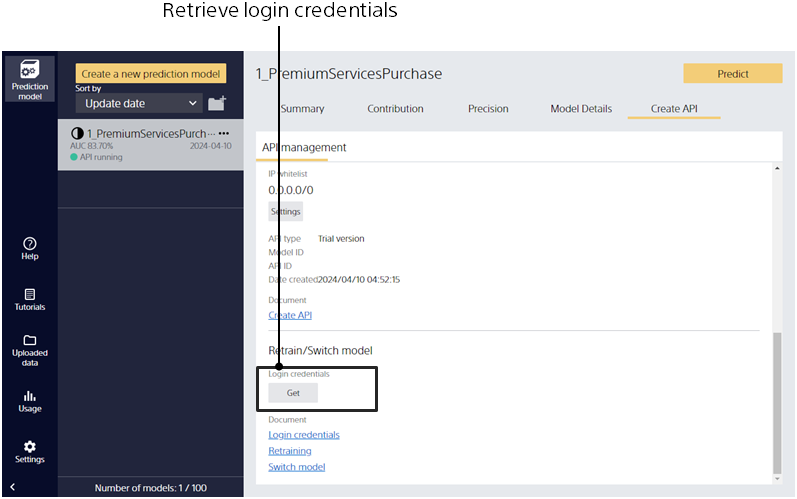 Retrieve login credentials
Prediction
model
Help
Tutorials
Uploaded
data
Usage
Settings
Create a new prediction model
Sort by
Update date
1_PremiumServicesPurch ··· •••
AUC 83.70% 2024-04-10
API running
Number of models: 1 / 100
1_PremiumServicesPurchase
Predict
Summary Contribution Precision Model Details Create API
API management
IP whitelist
0.0.0.0/0
Settings
API type Trial version
Model ID
API ID
Date created2024/04/10 04:52:15
Document
Create API
Retrain/Switch model
Login credentials
Get
Document
Login credentials
Retraining
Switch model